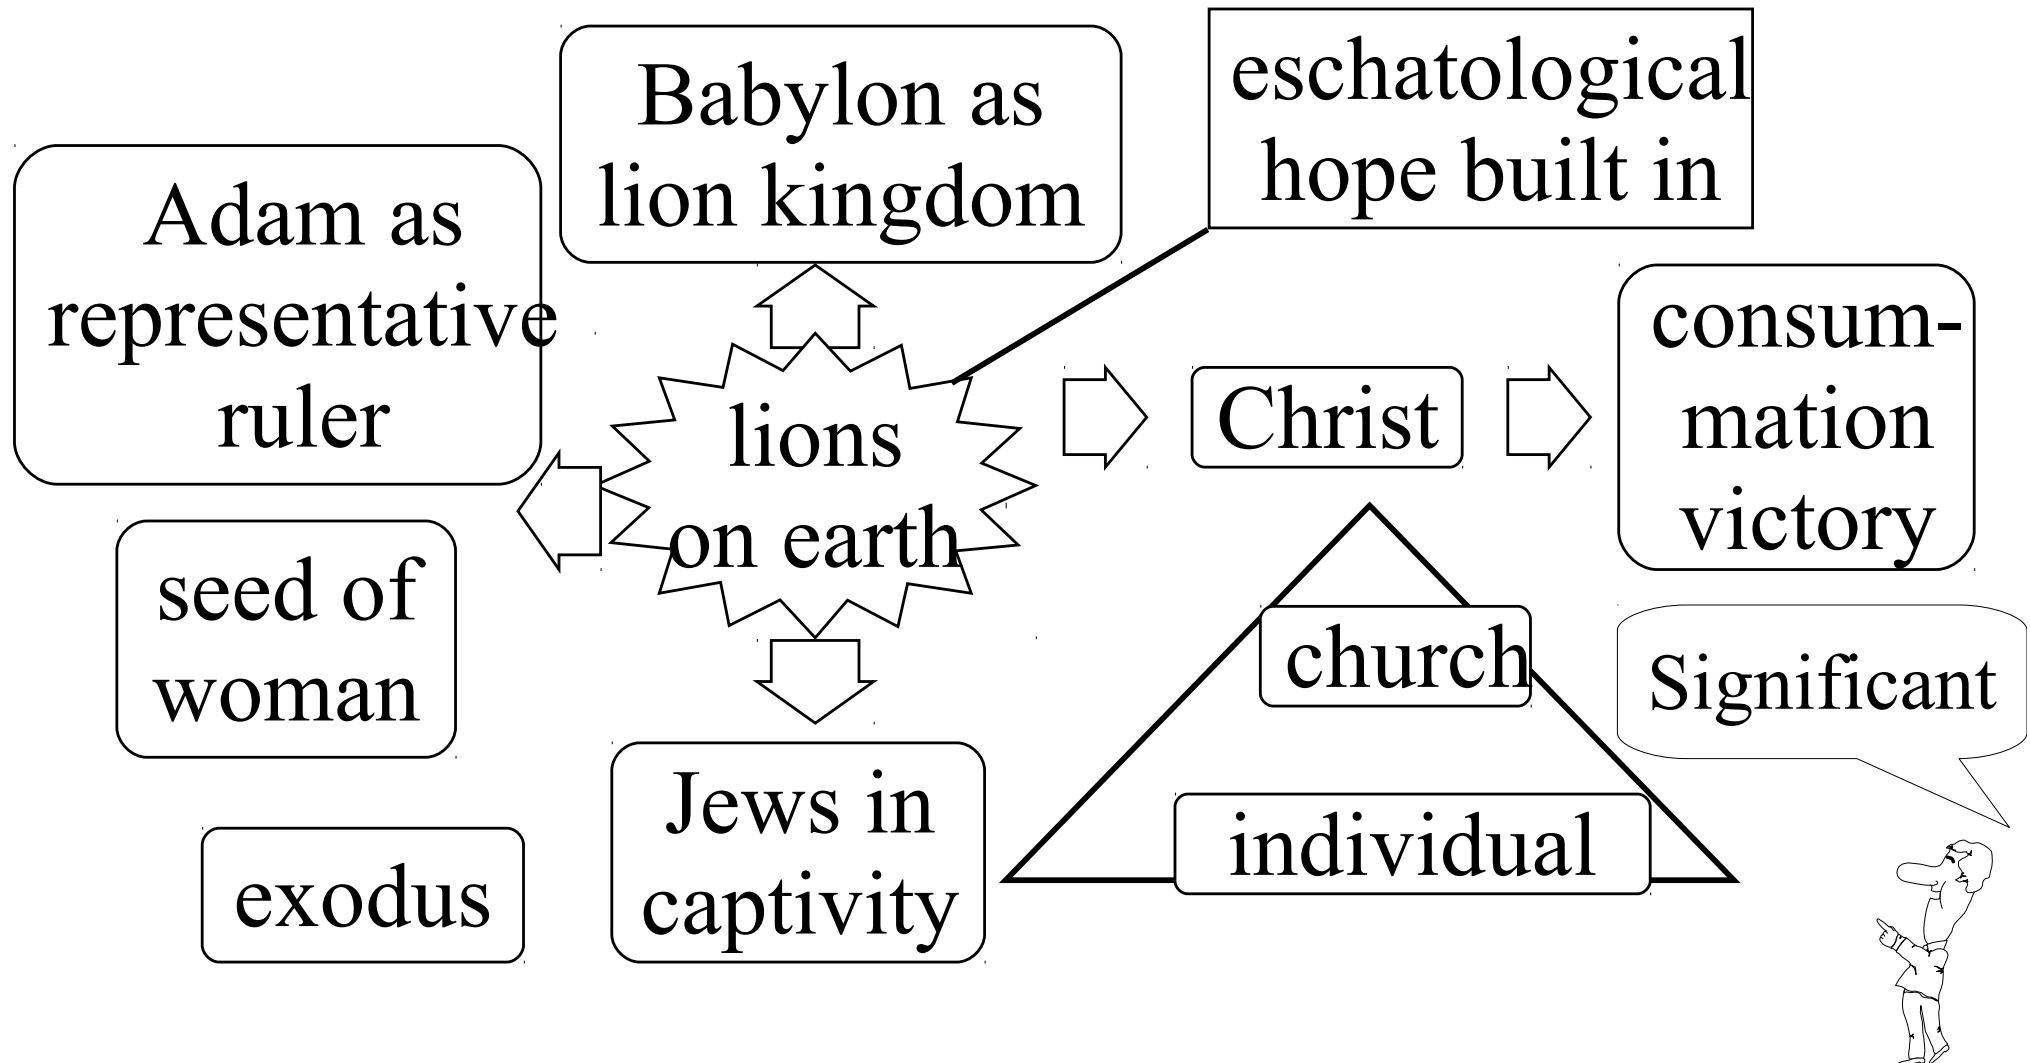 Babylon as
lion kingdom
eschatological
hope built in
Adam as
representative
ruler
lions
on earth
Christ
consum-
mation
victory
seed of
woman
church
Significant
Jews in
captivity
individual
exodus